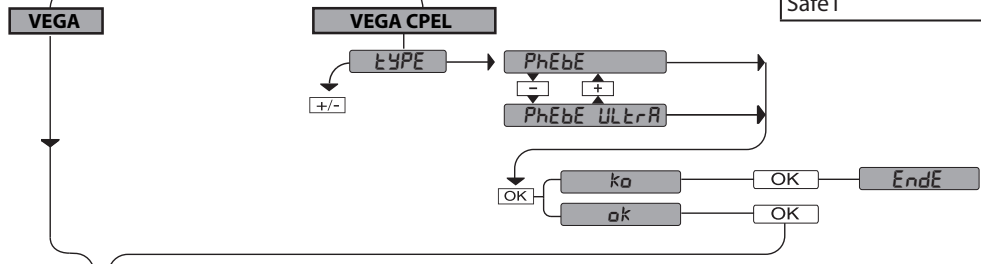 Safe1
VEGA
VEGA CPEL
tYPE
PhEbE
+/-
-
+
PhEbE ULtrA
ko
OK
EndE
OK
ok
OK